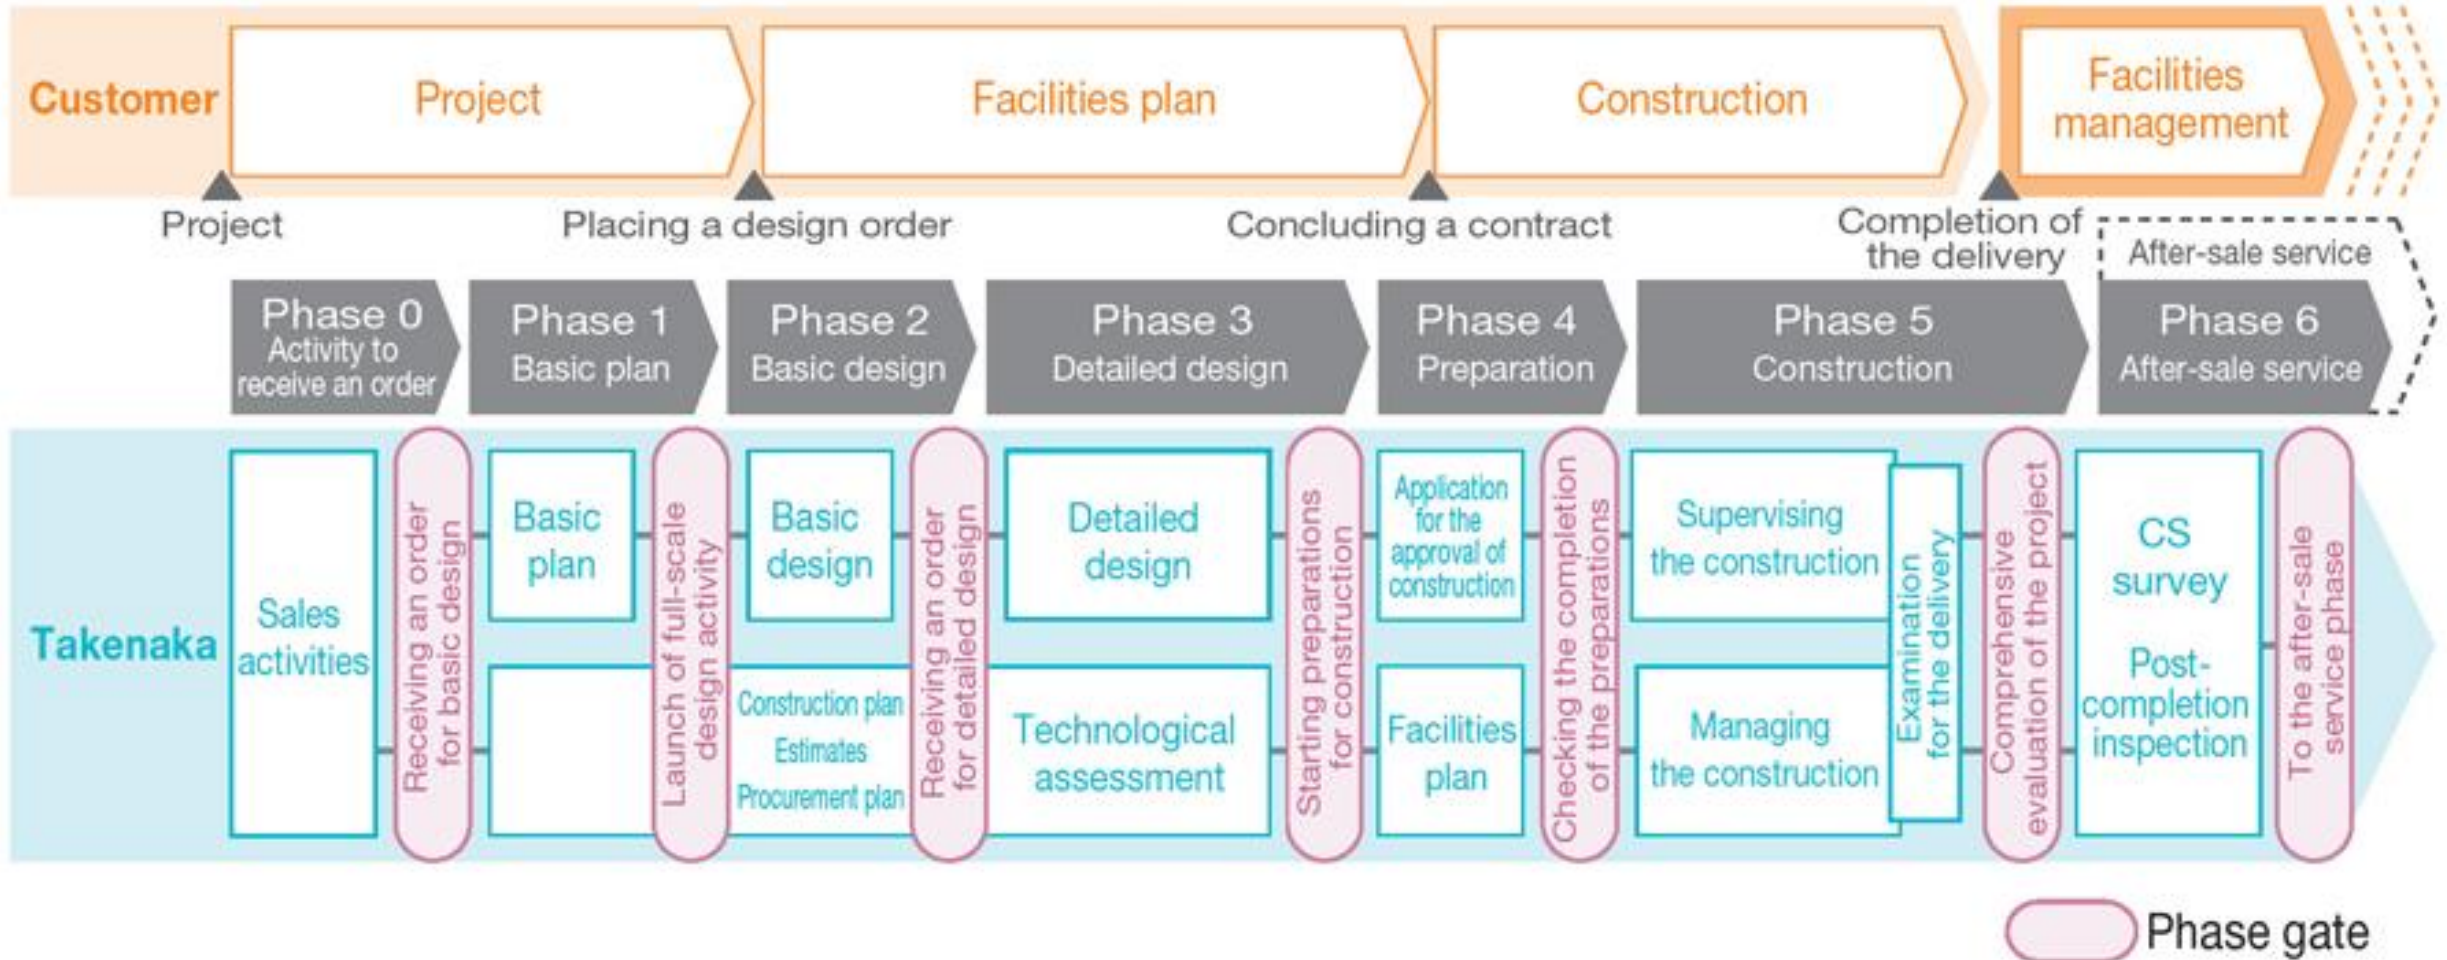 Customer
Project
Facilities plan
Construction
Facilities
management
Project
Placing a design order
Concluding a contract
Completion of
the delivery
After-sale service
Phase 0
Activity to
receive an order
Phase 1
Basic plan
Phase 2
Basic design
Phase 3
Detailed design
Phase 4
Preparation
Phase 5
Construction
Phase 6
After-sale service
Takenaka
Sales
activities
Receiving an order
for basic design
Basic
plan
Launch of full-scale
design activity
Basic
design
Construction plan
Estimates
Procurement plan
Receiving an order
for detailed design
Detailed
design
Technological
assessment
Starting preparations
for construction
Application
for the
approval of
construction
Facilities
plan
Checking the completion
of the preparations
Supervising
the construction
Managing
the construction
Examination
for the delivery
Comprehensive
evaluation of the project
CS
survey
Post-
completion
inspection
To the after-sale
service phase
Phase gate